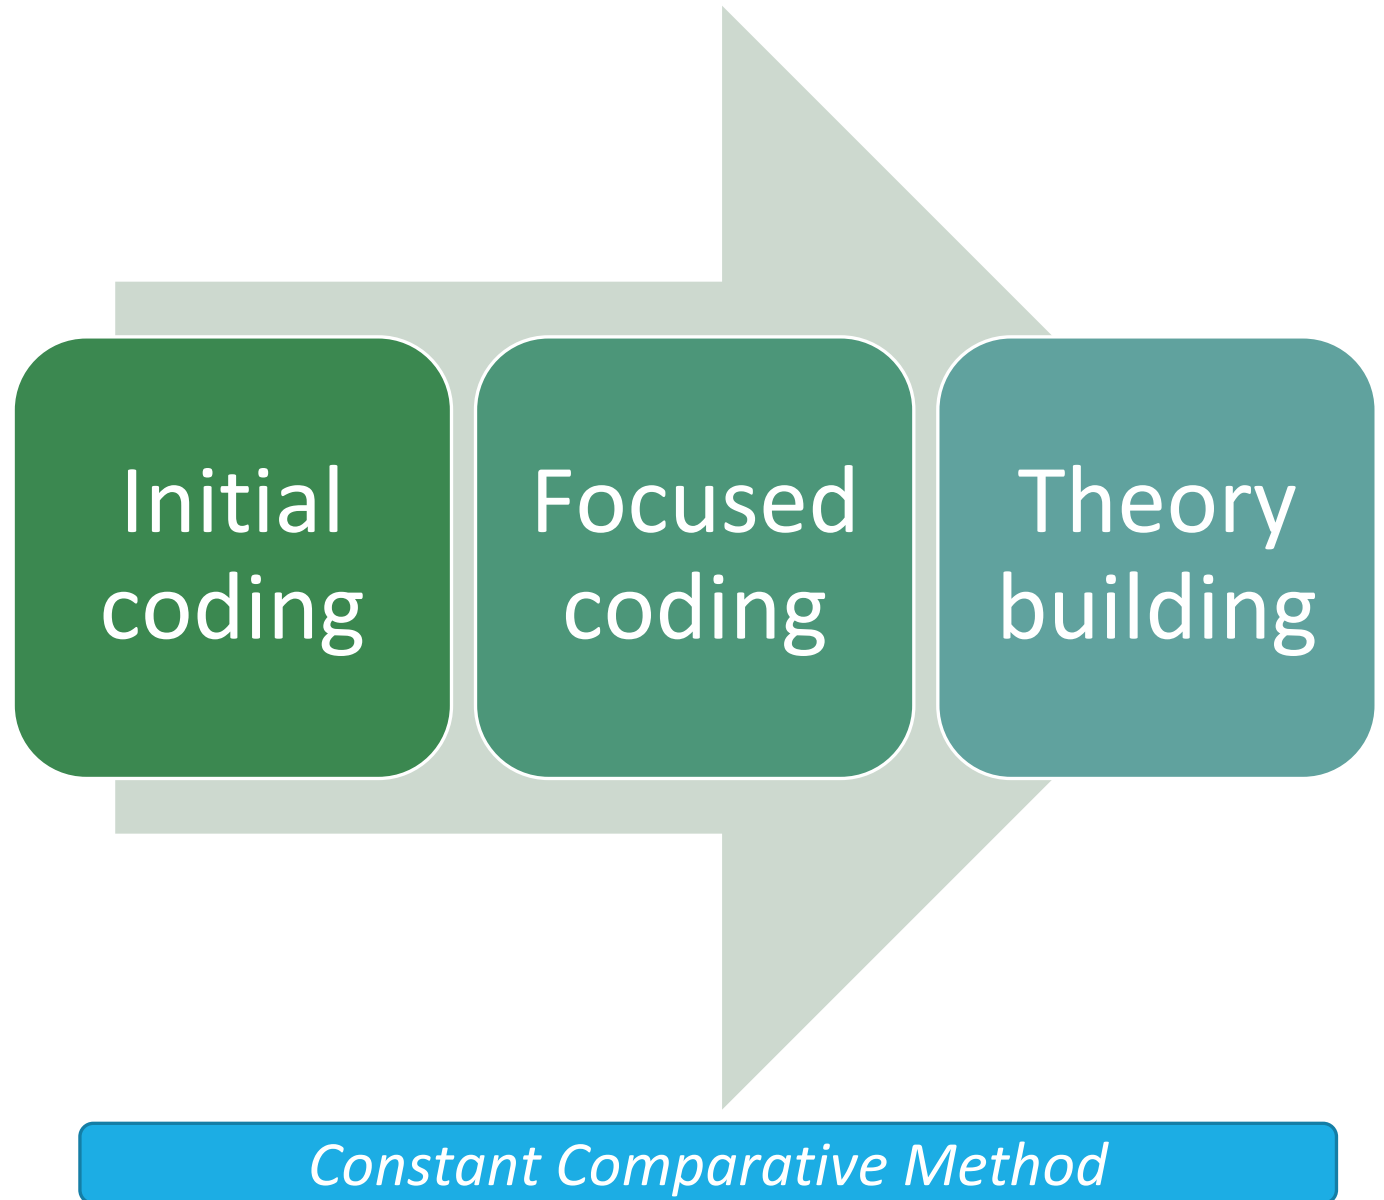 Initial
coding
Focused
coding
Theory
building
Constant Comparative Method